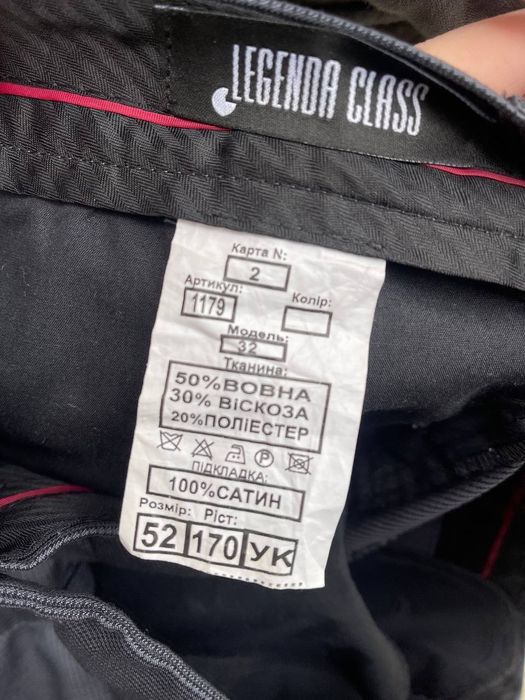 LEGENDA CLASS
Карта N:
2
Артикул: Колір:
1179
Модель:
32
Тканина:
50%ВОВНА
30% ВіСКОЗА
20%ПОЛіЕСТЕР
P
ПІДКЛАДКА:
100%САТИН
Розмір: Ріст:
52 170 УК